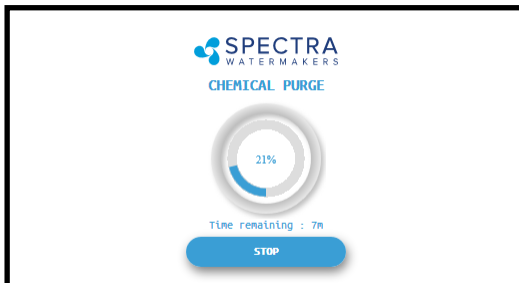 SPECTRA
WATERMAKERS
CHEMICAL PURGE
21%
Time remaining : 7m
STOP